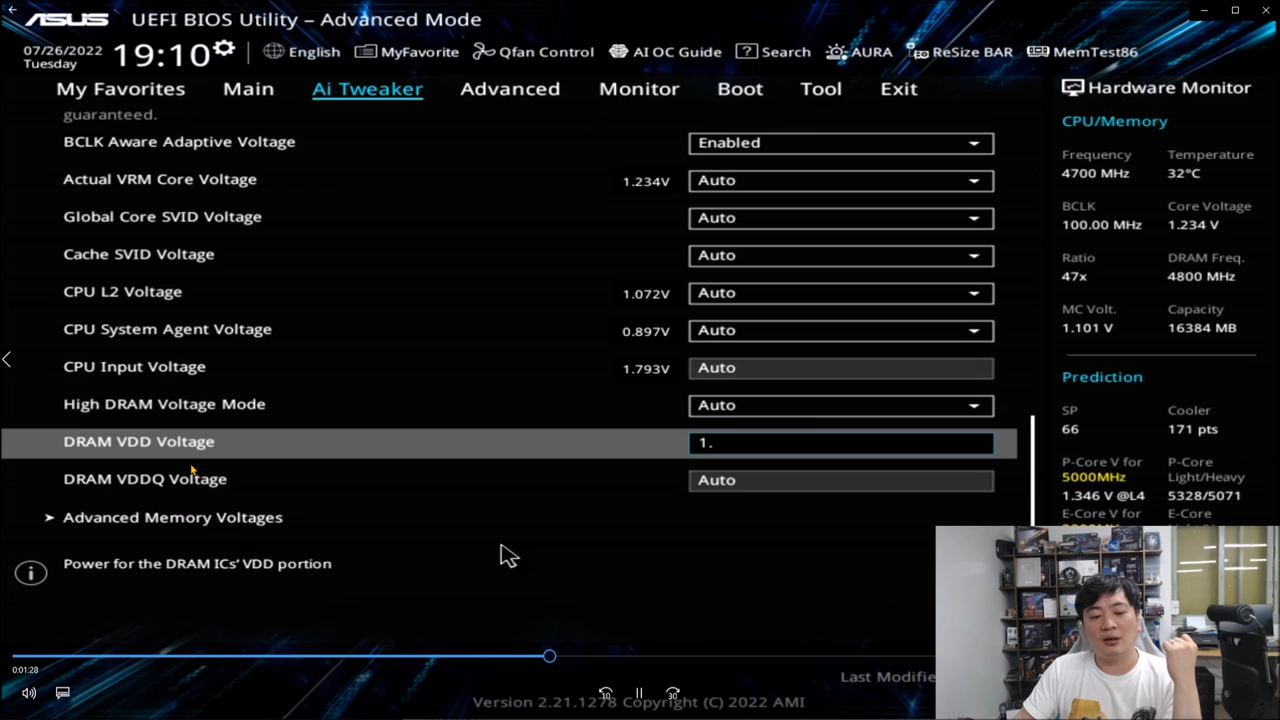 ASUS UEFI BIOS Utility – Advanced Mode
07/26/2022
Tuesday
19:10
English
MyFavorite
Qfan Control
AI OC Guide
? Search
AURA
ReSize BAR
MemTest86
My Favorites Main Ai Tweaker Advanced Monitor Boot Tool Exit
guaranteed.
BCLK Aware Adaptive Voltage Enabled
Actual VRM Core Voltage 1.234V Auto
Global Core SVID Voltage Auto
Cache SVID Voltage Auto
CPU L2 Voltage 1.072V Auto
CPU System Agent Voltage 0.897V Auto
CPU Input Voltage 1.793V Auto
High DRAM Voltage Mode Auto
DRAM VDD Voltage 1.
DRAM VDDQ Voltage Auto
Advanced Memory Voltages
i Power for the DRAM ICs' VDD portion
Hardware Monitor
CPU/Memory
Frequency Temperature
4700 MHz 32°C
BCLK Core Voltage
100.00 MHz 1.234 V
Ratio DRAM Freq.
47x 4800 MHz
MC Volt. Capacity
1.101 V 16384 MB
Prediction
SP Cooler
66 171 pts
P-Core V for P-Core
5000MHz Light/Heavy
1.346 V @L4 5328/5071
E-Core V for E-Core
0:01:28
10
30
Last Modifie
Version 2.21.1278 Copyright (C) 2022 AMI